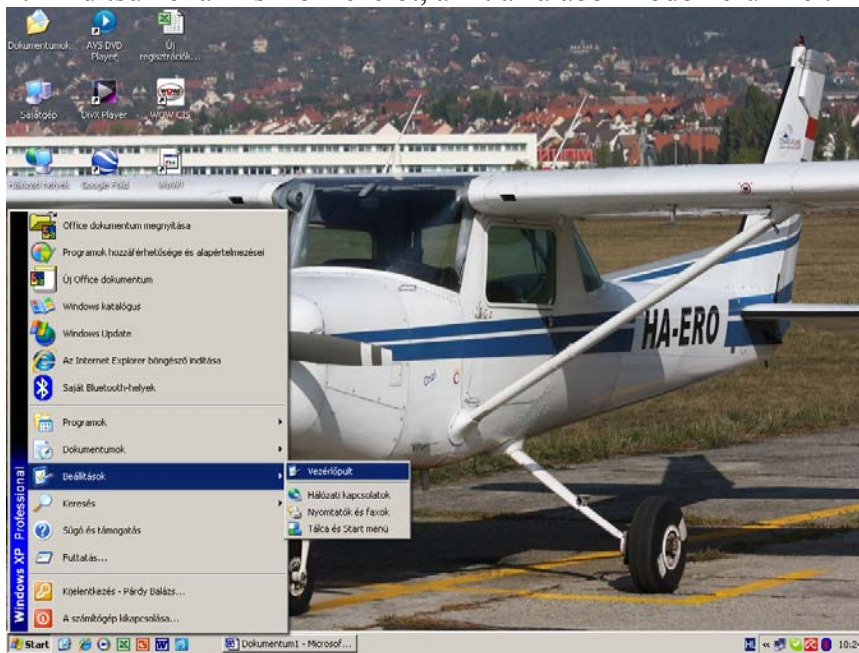 Dokumentumok
AVS DVD
Player
Új
regisztrációk...
Sajátgép
DivX Player
WOW CIS
Hálózati helyek
Google Föld
WoW!
HA-ERO
Office dokumentum megnyitása
Programok hozzáférhetősége és alapértelmezései
Új Office dokumentum
Windows katalógus
Windows Update
Az Internet Explorer böngésző indítása
Saját Bluetooth-helyek
Programok
Dokumentumok
Beállítások
Keresés
Súgó és támogatás
Futtatás...
Kijelentkezés - Párdy Balázs...
A számítógép kikapcsolása...
Windows XP Professional
Vezérlőpult
Hálózati kapcsolatok
Nyomtatók és faxok
Tálca és Start menü
Start
Dokumentum1 - Microsof...
HU
10:24